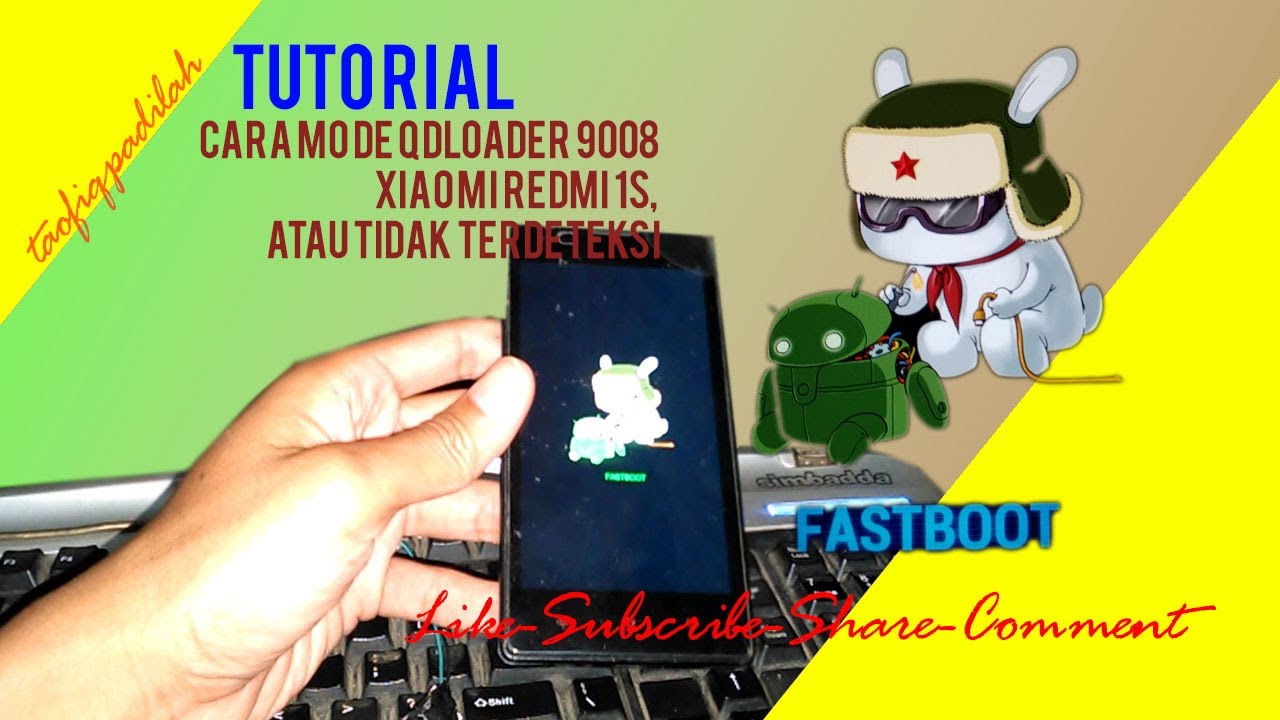 taofiqpadilah
TUTORIAL
CARA MODE QDLOADER 9008
XIAOMI REDMI 1S,
ATAU TIDAK TERDETEKSI
FASTBOOT
simbadda
FASTBOOT
Like-Subscribe-Share-Comment
Shift